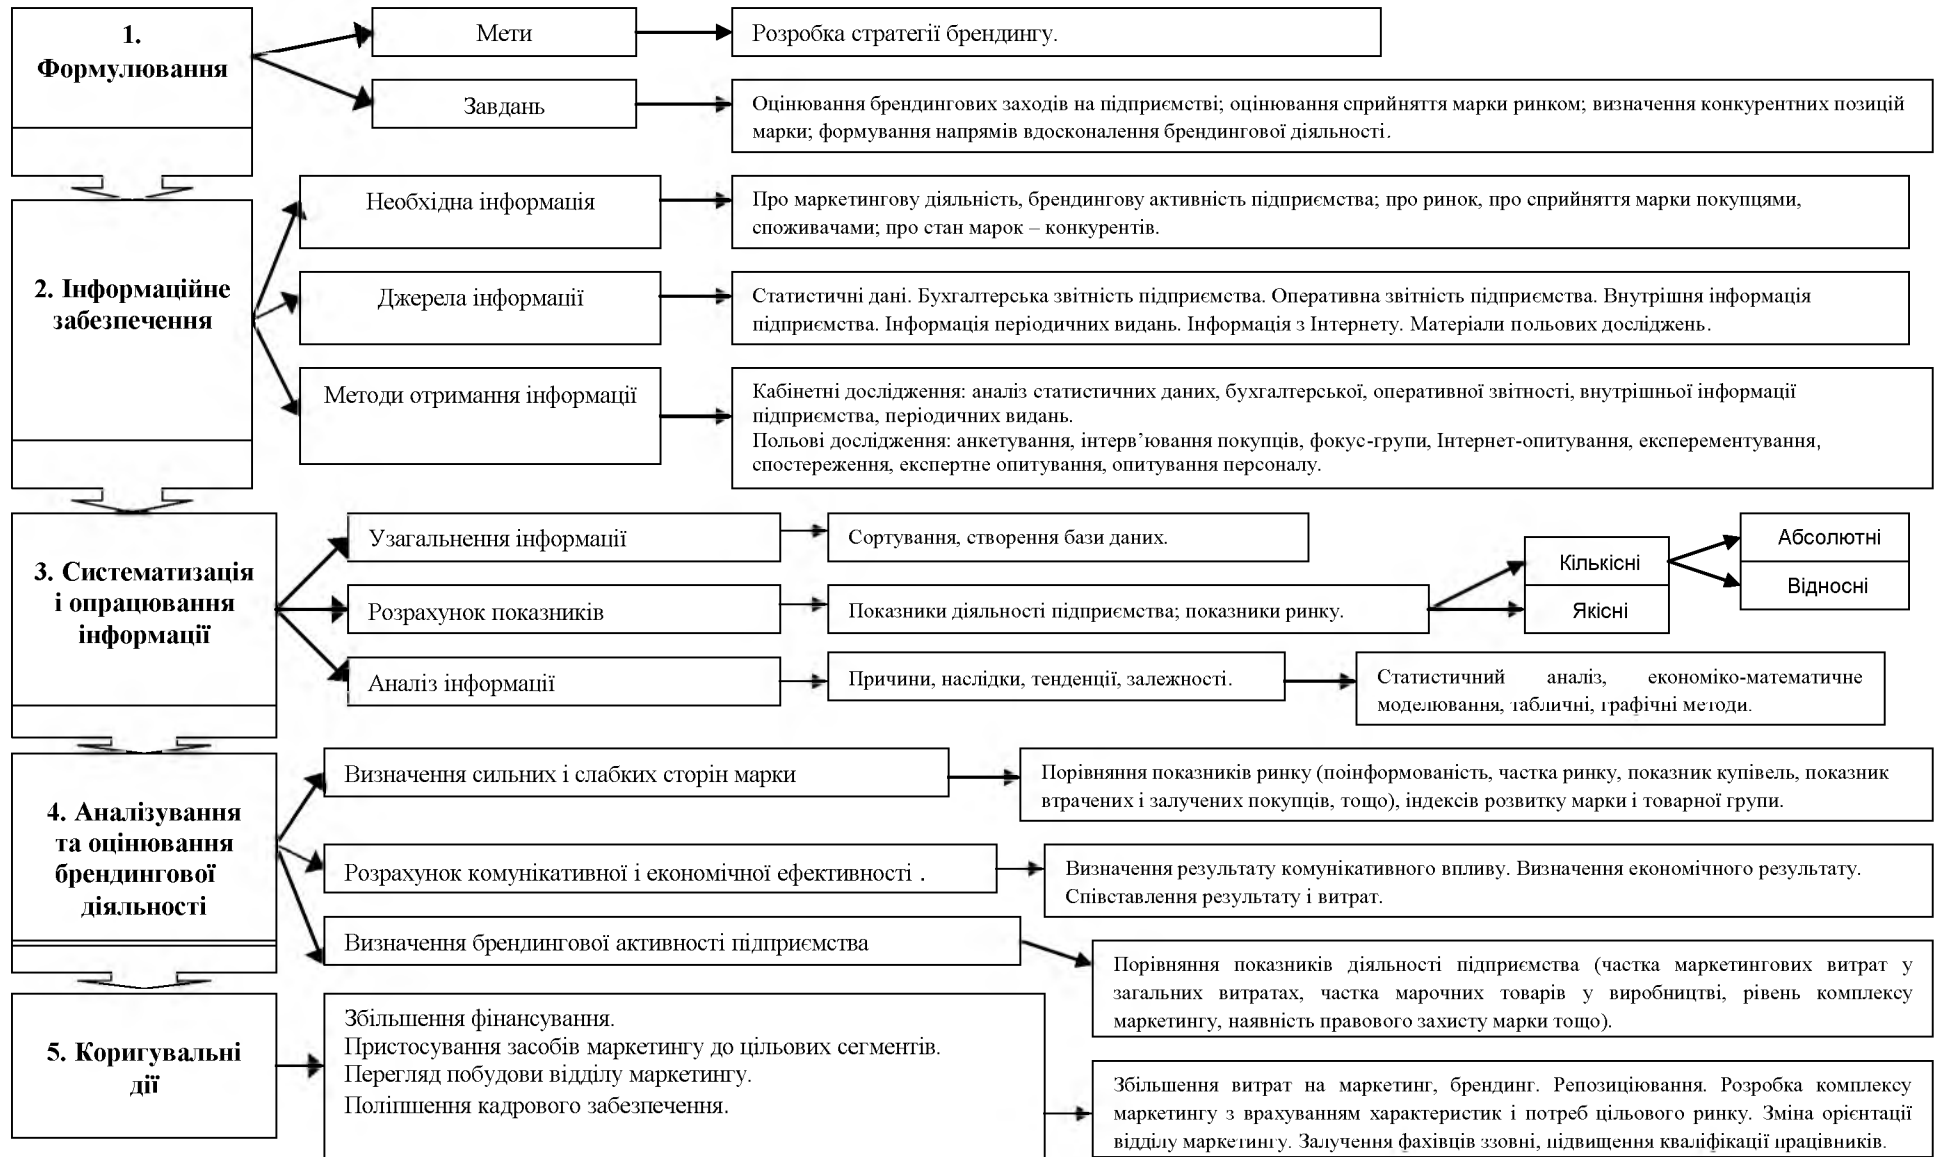 1.
Формулювання
Мети
Розробка стратегії брендингу.
Завдань
Оцінювання брендингових заходів на підприємстві; оцінювання сприйняття марки ринком; визначення конкурентних позицій
марки; формування напрямів вдосконалення брендингової діяльності.
2. Інформаційне
забезпечення
Необхідна інформація
Про маркетингову діяльність, брендингову активність підприємства; про ринок, про сприйняття марки покупцями,
споживачами; про стан марок – конкурентів.
Джерела інформації
Статистичні дані. Бухгалтерська звітність підприємства. Оперативна звітність підприємства. Внутрішня інформація
підприємства. Інформація періодичних видань. Інформація з Інтернету. Матеріали польових досліджень.
Методи отримання інформації
Кабінетні дослідження: аналіз статистичних даних, бухгалтерської, оперативної звітності, внутрішньої інформації
підприємства, періодичних видань.
Польові дослідження: анкетування, інтерв’ювання покупців, фокус-групи, Інтернет-опитування, експерементування,
спостереження, експертне опитування, опитування персоналу.
3. Систематизація
і опрацювання
інформації
Узагальнення інформації
Сортування, створення бази даних.
Розрахунок показників
Показники діяльності підприємства; показники ринку.
Кількісні
Якісні
Абсолютні
Відносні
Аналіз інформації
Причини, наслідки, тенденції, залежності.
Статистичний аналіз, економіко-математичне
моделювання, табличні, графічні методи.
4. Аналізування
та оцінювання
брендингової
діяльності
Визначення сильних і слабких сторін марки
Порівняння показників ринку (поінформованість, частка ринку, показник купівель, показник
втрачених і залучених покупців, тощо), індексів розвитку марки і товарної групи.
Розрахунок комунікативної і економічної ефективності .
Визначення результату комунікативного впливу. Визначення економічного результату.
Співставлення результату і витрат.
Визначення брендингової активності підприємства
Порівняння показників діяльності підприємства (частка маркетингових витрат у
загальних витратах, частка марочних товарів у виробництві, рівень комплексу
маркетингу, наявність правового захисту марки тощо).
5. Коригувальні
дії
Збільшення фінансування.
Пристосування засобів маркетингу до цільових сегментів.
Перегляд побудови відділу маркетингу.
Поліпшення кадрового забезпечення.
Збільшення витрат на маркетинг, брендинг. Репозиціювання. Розробка комплексу
маркетингу з врахуванням характеристик і потреб цільового ринку. Зміна орієнтації
відділу маркетингу. Залучення фахівців ззовні, підвищення кваліфікації працівників.